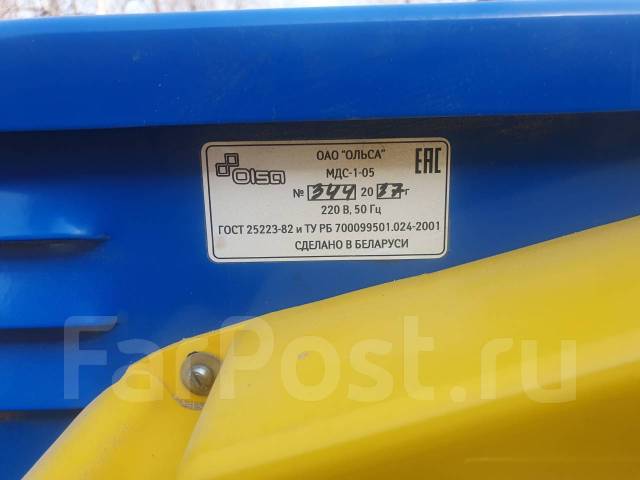 Olsa
ОАО "ОЛЬСА"
МДС-1-05
№ 344 20 17 г
220 В, 50 Гц
ГОСТ 25223-82 и ТУ РБ 700099501.024-2001
СДЕЛАНО В БЕЛАРУСИ
ЕАС
FarPost.ru